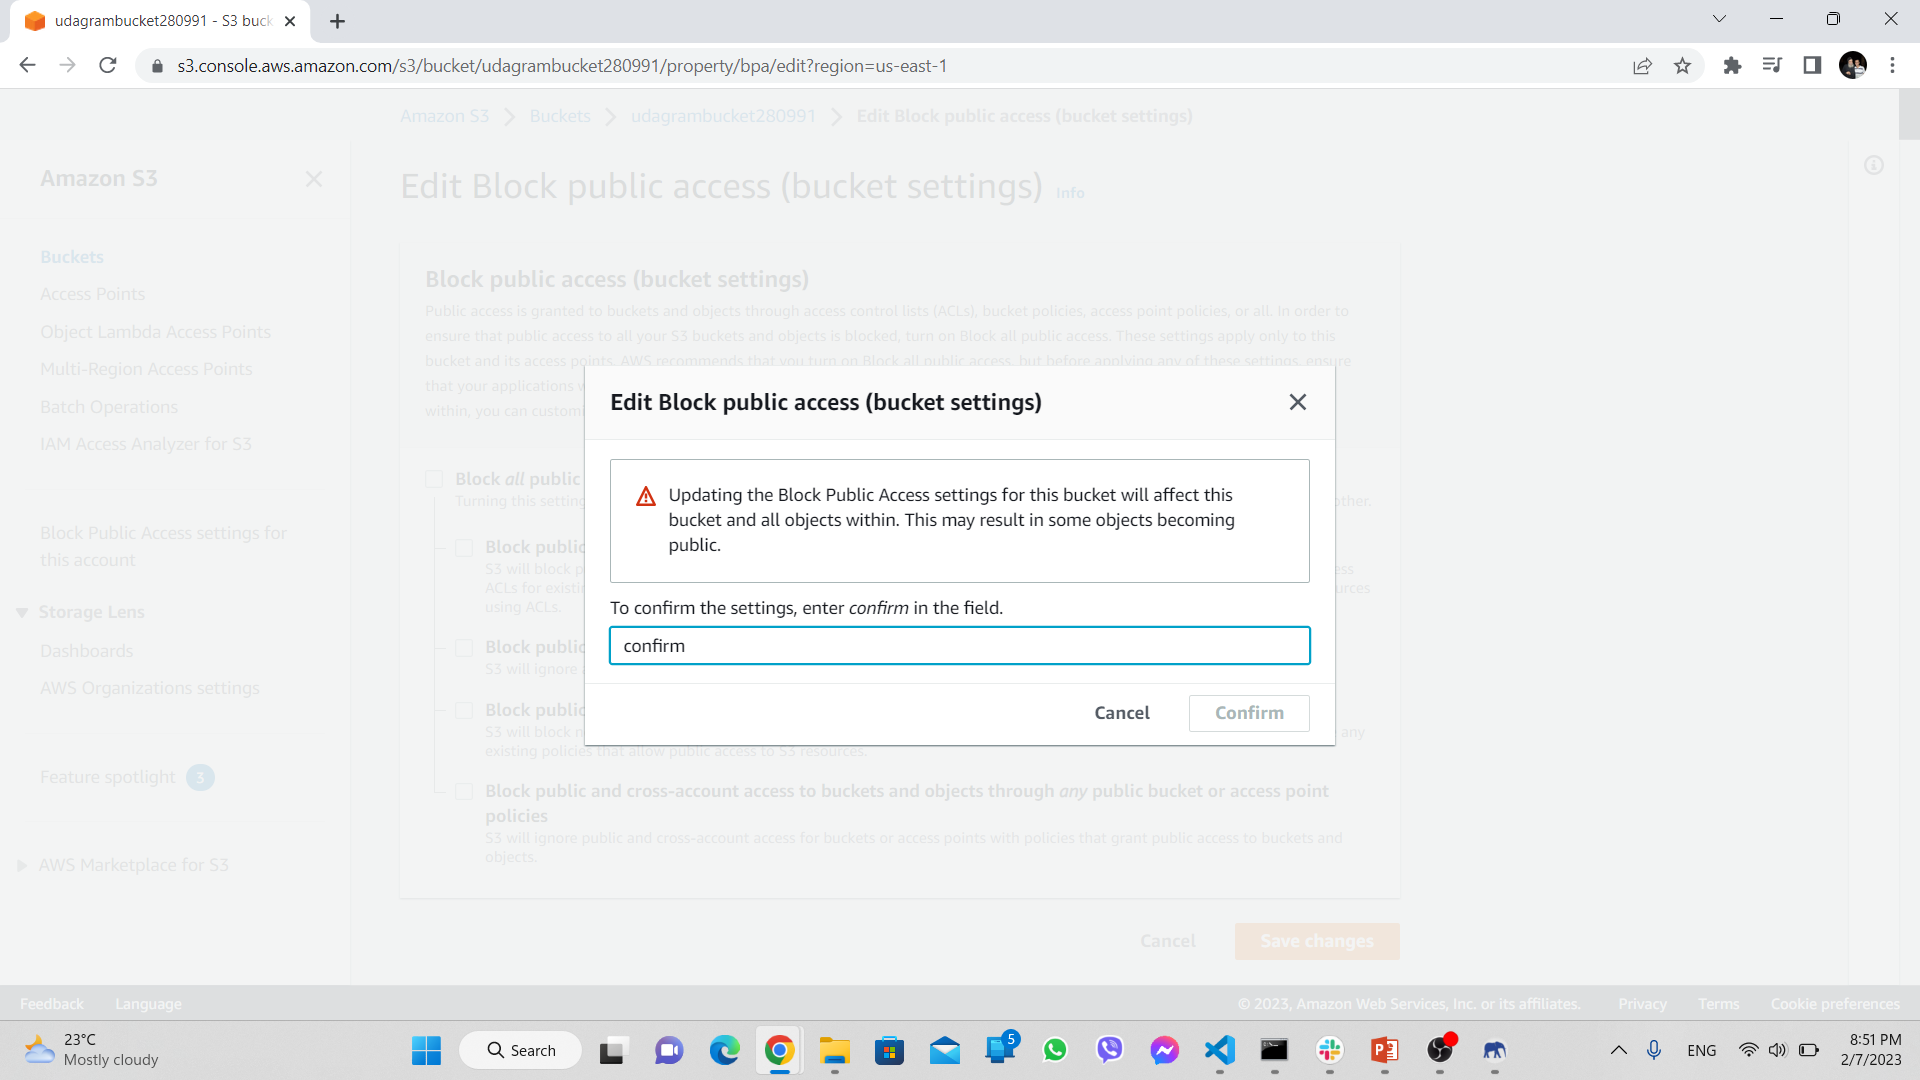 udagrambucket280991 - S3 buck
s3.console.aws.amazon.com/s3/bucket/udagrambucket280991/property/bpa/edit?region=us-east-1
Amazon S3 > Buckets > udagrambucket280991 > Edit Block public access (bucket settings)
Amazon S3
Buckets
Access Points
Object Lambda Access Points
Multi-Region Access Points
Batch Operations
IAM Access Analyzer for S3
Block Public Access settings for
this account
Storage Lens
Dashboards
AWS Organizations settings
Feature spotlight 3
AWS Marketplace for S3
Edit Block public access (bucket settings) Info
Block public access (bucket settings)
Public access is granted to buckets and objects through access control lists (ACLs), bucket policies, access point policies, or all. In order to
ensure that public access to all your S3 buckets and objects is blocked, turn on Block all public access. These settings apply only to this
bucket and its access points. AWS recommends that you turn on Block all public access, but before applying any of these settings, ensure
that your applications
within, you can
Block all public
Turning this setting other.
Block public
S3 will block
ACLs for
using ACLs.
Block public
S3 will ignore
Block public
S3 will block any
existing policies that allow public access to S3 resources.
Block public and cross-account access to buckets and objects through any public bucket or access point
policies
S3 will ignore public and cross-account access for buckets or access points with policies that grant public access to buckets and
objects.
Cancel Save changes
Edit Block public access (bucket settings)
Updating the Block Public Access settings for this bucket will affect this
bucket and all objects within. This may result in some objects becoming
public.
To confirm the settings, enter confirm in the field.
confirm
Cancel Confirm
Feedback Language © 2023, Amazon Web Services, Inc. or its affiliates. Privacy Terms Cookie preferences
23°C
Mostly cloudy
Search
5
ENG
8:51 PM
2/7/2023